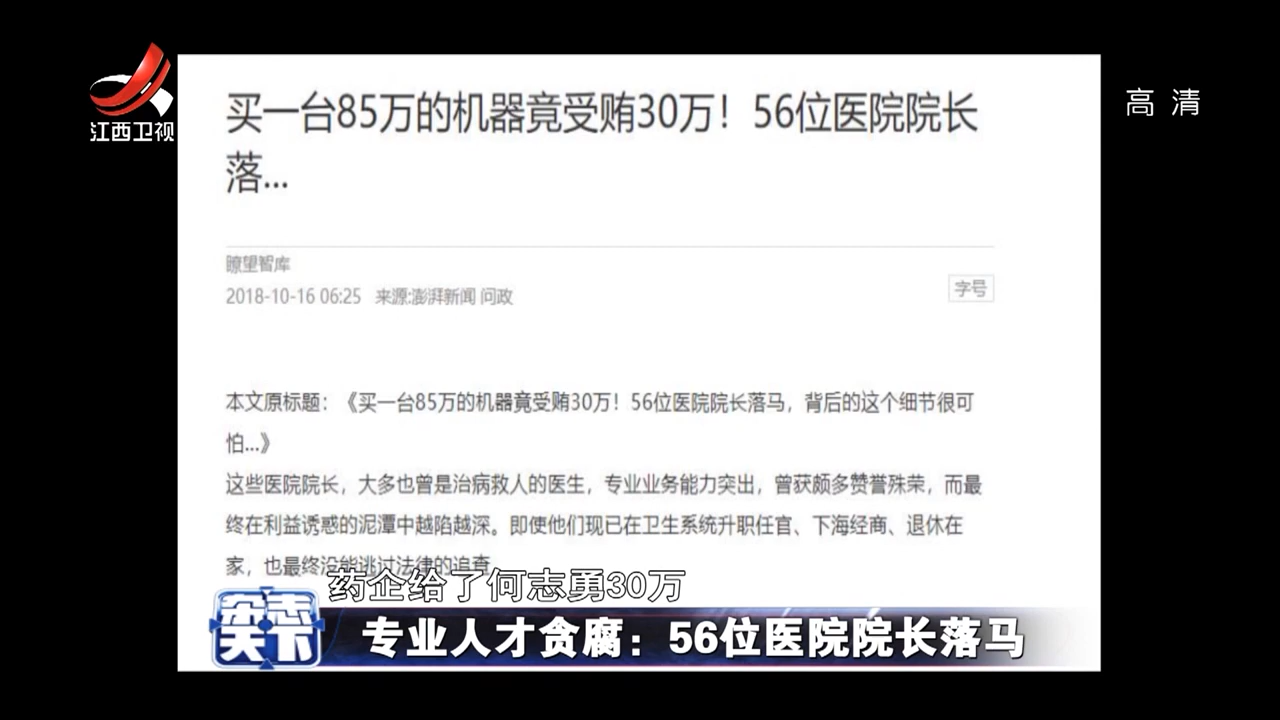 江西卫视
高清
买一台85万的机器竟受贿30万！56位医院院长
落...
瞭望智库
2018-10-16 06:25 来源:澎湃新闻 问政
字号
本文原标题：《买一台85万的机器竟受贿30万！56位医院院长落马，背后的这个细节很可
怕...》
这些医院院长，大多也曾是治病救人的医生，专业业务能力突出，曾获颇多赞誉殊荣，而最
终在利益诱惑的泥潭中越陷越深。即使他们现已在卫生系统升职任官、下海经商、退休在
家，也最终没能逃过法律的追查
药企给了何志勇30万
杂志
天下
专业人才贪腐：56位医院院长落马